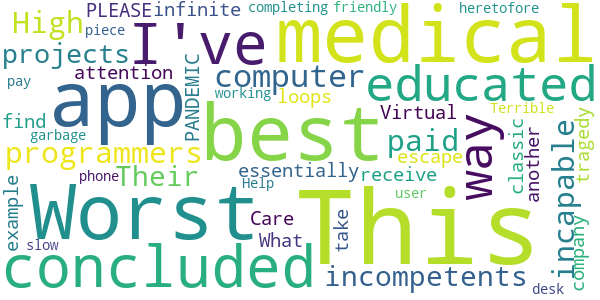 PLEASE infinite completing friendly heretofore
High piece I've medical
projects
attention computer educated
pay app PANDEMIC working loops Virtual Terrible
find best paid way classic another incapable tragedy
garbage
programmers essentially escape
phone Their receive
example Worst Help This user
Care take company
slow What
concluded incompetents desk